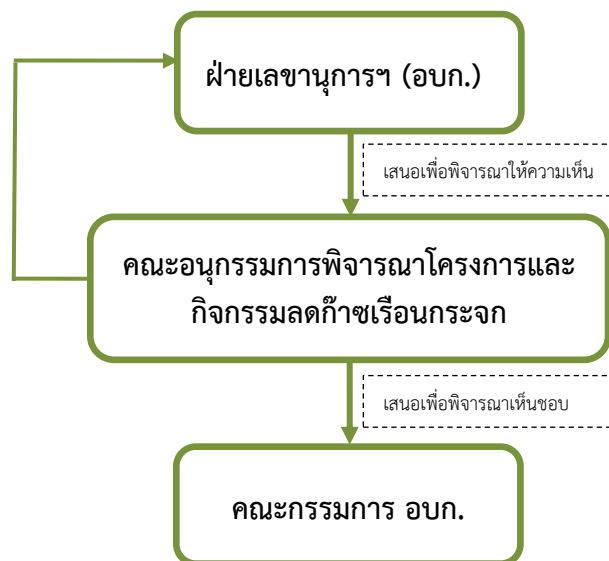 ฝ่ายเลขานุการฯ (อบก.)
เสนอเพื่อพิจารณาให้ความเห็น
คณะอนุกรรมการพิจารณาโครงการและ
กิจกรรมลดก๊าซเรือนกระจก
เสนอเพื่อพิจารณาเห็นชอบ
คณะกรรมการ อบก.